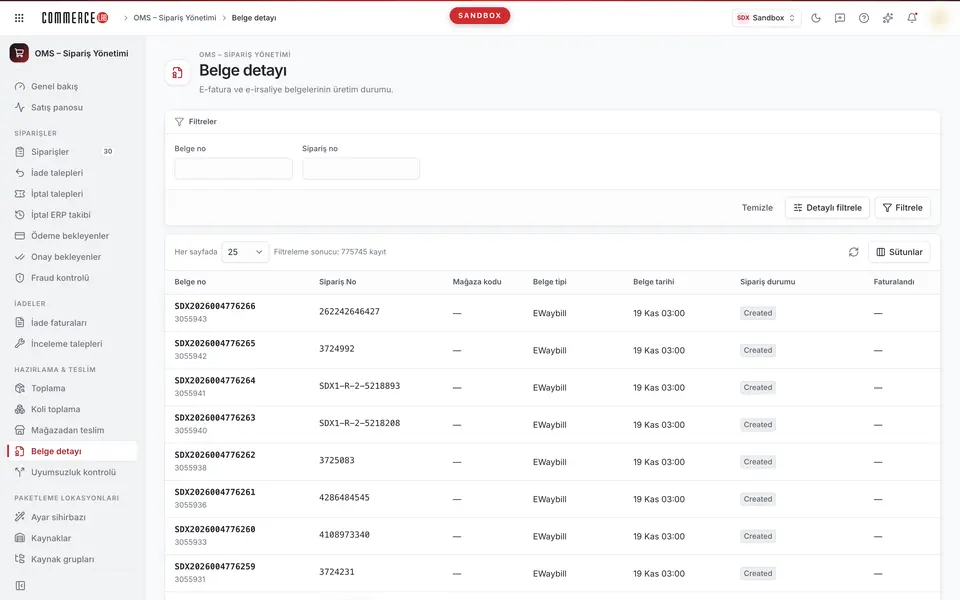 COMMERCE LAB
OMS – Sipariş Yönetimi
Belge detayı
SANDBOX
SDX Sandbox
OMS – Sipariş Yönetimi
Genel bakış
Satış panosu
SİPARİŞLER
Siparişler 30
İade talepleri
İptal talepleri
İptal ERP takibi
Ödeme bekleyenler
Onay bekleyenler
Fraud kontrolü
İADELER
İade faturaları
İnceleme talepleri
HAZIRLAMA & TESLİM
Toplama
Koli toplama
Mağazadan teslim
Belge detayı
Uyumsuzluk kontrolü
PAKETLEME LOKASYONLARI
Ayar sihirbazı
Kaynaklar
Kaynak grupları
OMS – SİPARİŞ YÖNETİMİ
Belge detayı
E-fatura ve e-irsaliye belgelerinin üretim durumu.
Filtreler
Belge no Sipariş no
Temizle Detaylı filtrele Filtrele
Her sayfada 25 Filtreleme sonucu: 775745 kayıt Sütunlar
Belge no Sipariş No Mağaza kodu Belge tipi Belge tarihi Sipariş durumu Faturalandı
SDX2026004776266 262242646427 — EWaybill 19 Kas 03:00 Created —
3055943
SDX2026004776265 3724992 — EWaybill 19 Kas 03:00 Created —
3055942
SDX2026004776264 SDX1-R-2-5218893 — EWaybill 19 Kas 03:00 Created —
3055941
SDX2026004776263 SDX1-R-2-5218208 — EWaybill 19 Kas 03:00 Created —
3055940
SDX2026004776262 3725083 — EWaybill 19 Kas 03:00 Created —
3055938
SDX2026004776261 4286484545 — EWaybill 19 Kas 03:00 Created —
3055936
SDX2026004776260 4108973340 — EWaybill 19 Kas 03:00 Created —
3055933
SDX2026004776259 3724231 — EWaybill 19 Kas 03:00 Created —
3055931